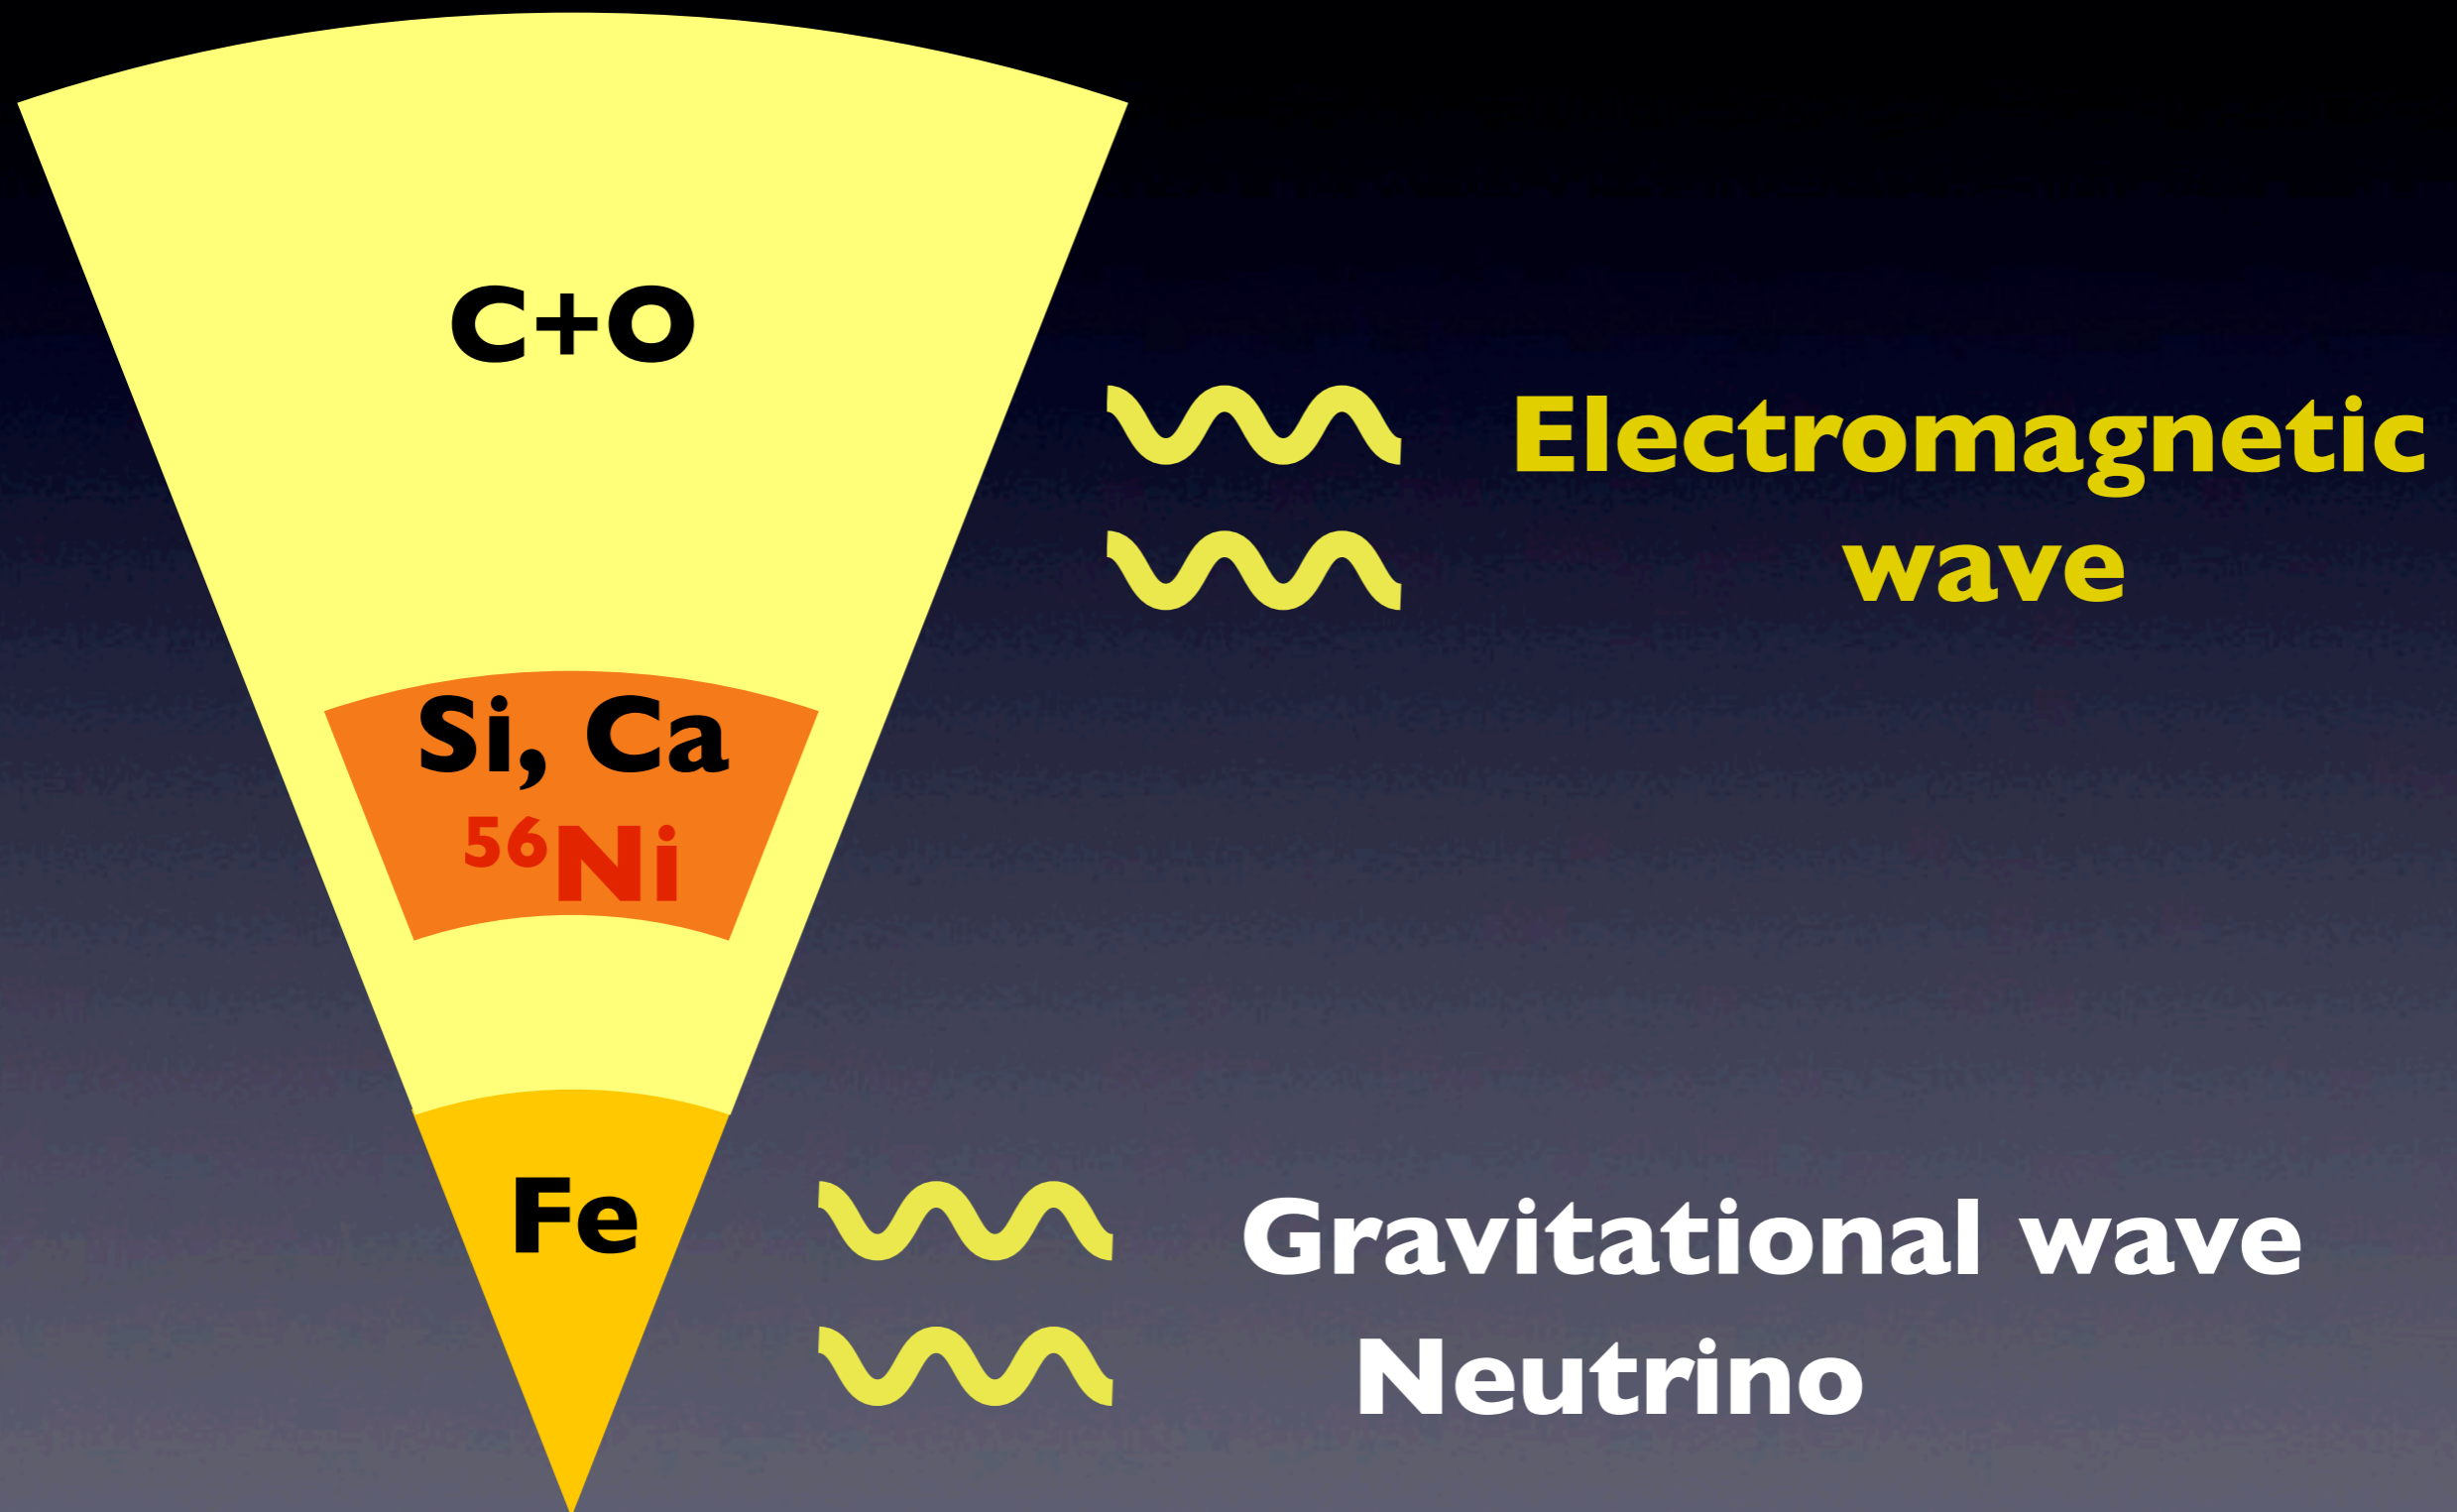 C+O
Electromagnetic
wave
Si, Ca
⁵⁶Ni
Fe
Gravitational wave
Neutrino